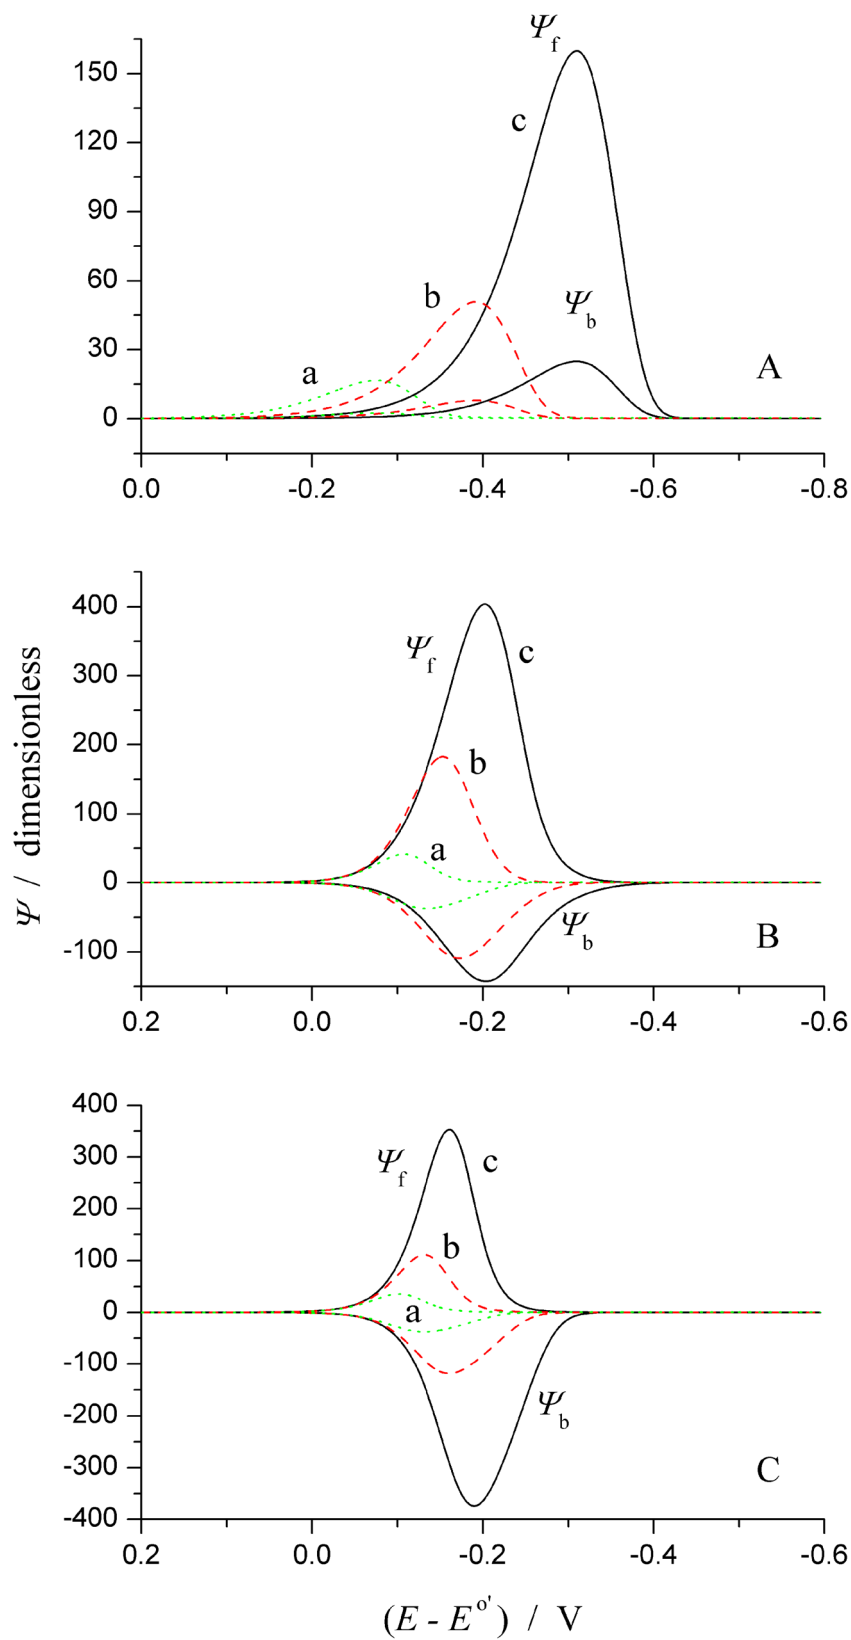 Ψf
150
c
120
90
60
b
Ψb
30
a
A
0
0.0 -0.2 -0.4 -0.6 -0.8
400
Ψf
c
300
200
b
100
a
0
Ψb
B
-100
0.2 0.0 -0.2 -0.4 -0.6
Ψ / dimensionless
400
Ψf
c
300
200
b
100
0
a
-100
-200
Ψb
-300
C
-400
0.2 0.0 -0.2 -0.4 -0.6
(E - Eo') / V